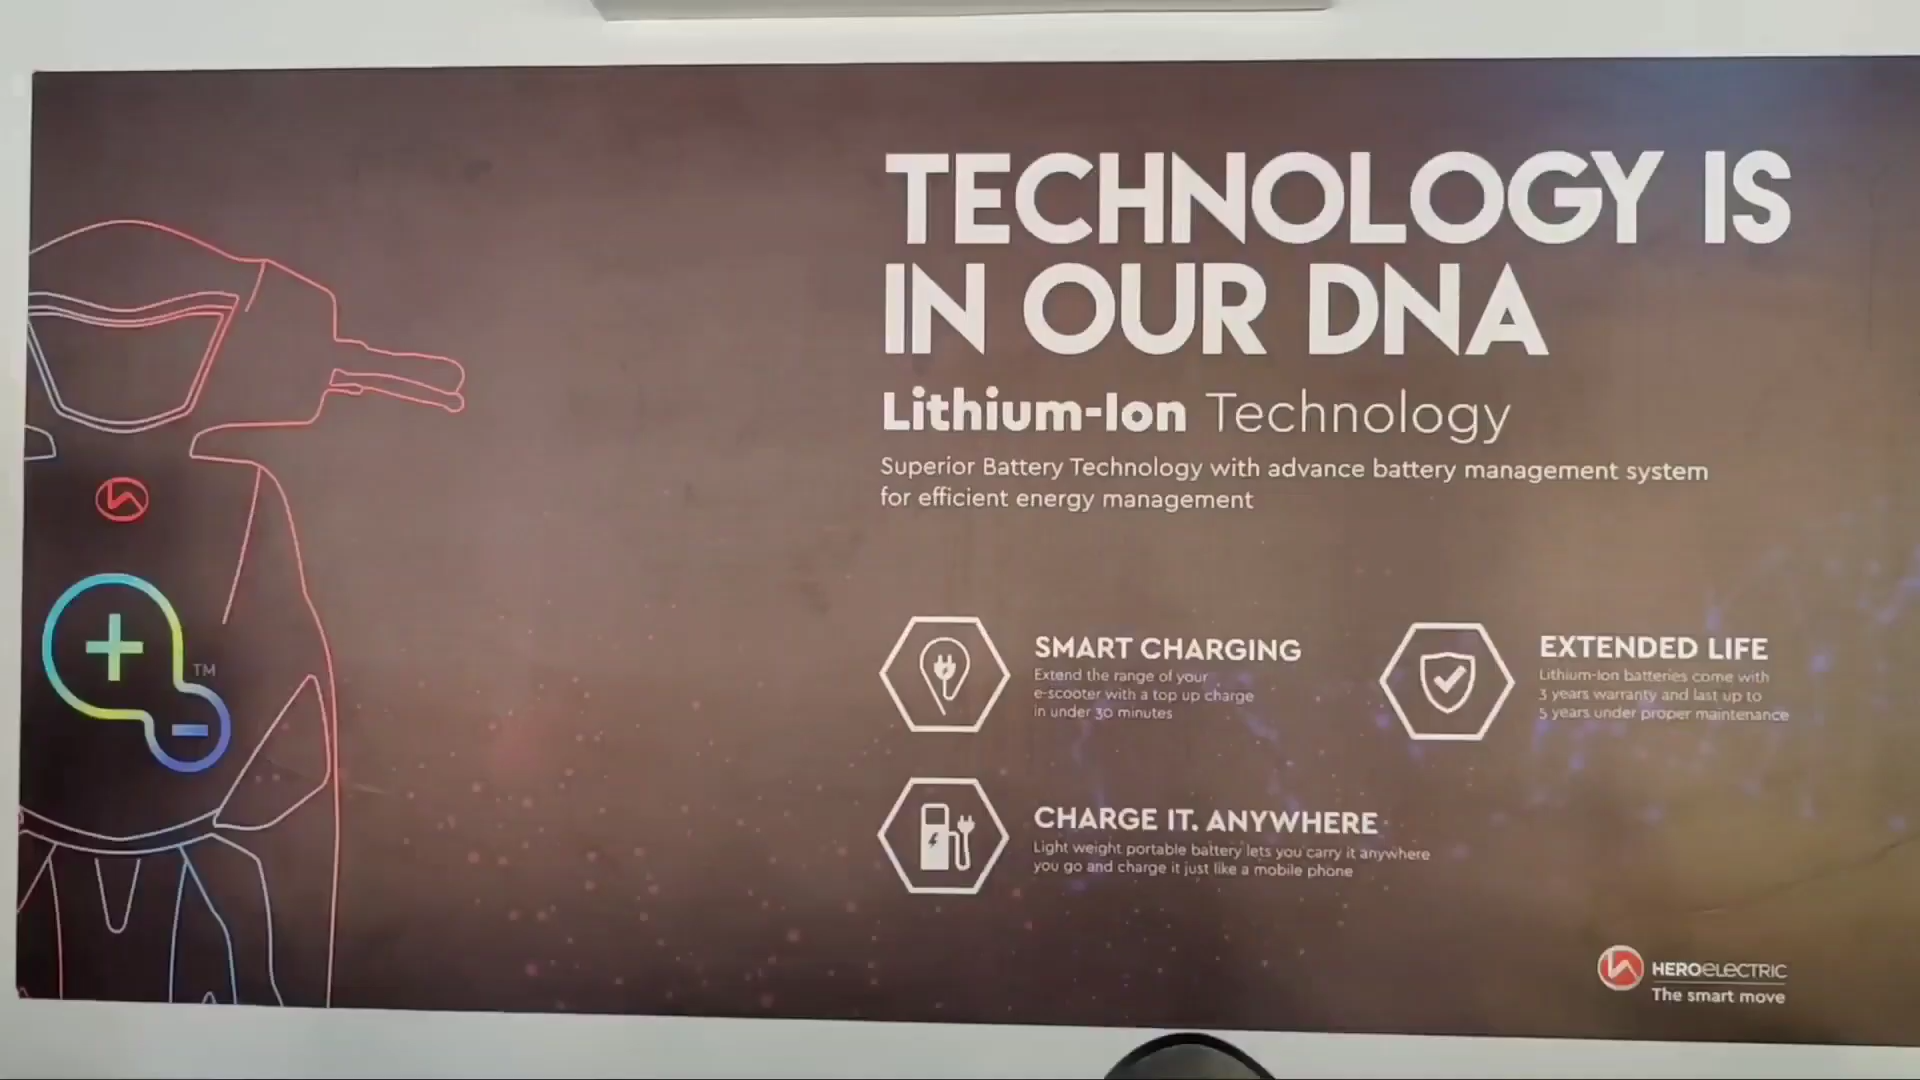 TECHNOLOGY IS
IN OUR DNA
Lithium-Ion Technology
Superior Battery Technology with advance battery management system
for efficient energy management
+
TM
-
SMART CHARGING
Extend the range of your
e-scooter with a top up charge
in under 30 minutes
EXTENDED LIFE
Lithium-Ion batteries come with
3 years warranty and last up to
5 years under proper maintenance
CHARGE IT. ANYWHERE
Light weight portable battery lets you carry it anywhere
you go and charge it just like a mobile phone
HERO ELECTRIC
The smart move